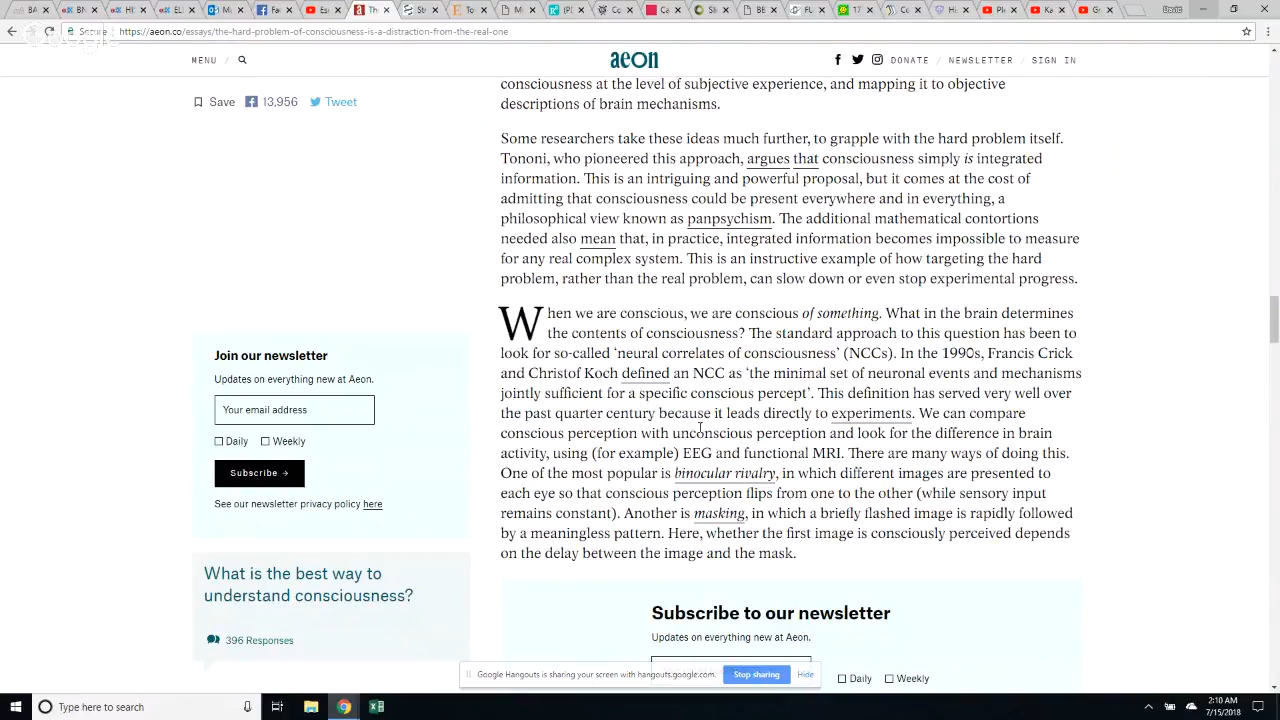 Secure
https://aeon.co/essays/the-hard-problem-of-consciousness-is-a-distraction-from-the-real-one
MENU /
aeon
DONATE / NEWSLETTER / SIGN IN
Save 13,956 Tweet
consciousness at the level of subjective experience, and mapping it to objective
descriptions of brain mechanisms.
Some researchers take these ideas much further, to grapple with the hard problem itself.
Tononi, who pioneered this approach, argues that consciousness simply is integrated
information. This is an intriguing and powerful proposal, but it comes at the cost of
admitting that consciousness could be present everywhere and in everything, a
philosophical view known as panpsychism. The additional mathematical contortions
needed also mean that, in practice, integrated information becomes impossible to measure
for any real complex system. This is an instructive example of how targeting the hard
problem, rather than the real problem, can slow down or even stop experimental progress.
When we are conscious, we are conscious of something. What in the brain determines
the contents of consciousness? The standard approach to this question has been to
look for so-called ‘neural correlates of consciousness’ (NCCs). In the 1990s, Francis Crick
and Christof Koch defined an NCC as ‘the minimal set of neuronal events and mechanisms
jointly sufficient for a specific conscious percept’. This definition has served very well over
the past quarter century because it leads directly to experiments. We can compare
conscious perception with unconscious perception and look for the difference in brain
activity, using (for example) EEG and functional MRI. There are many ways of doing this.
One of the most popular is binocular rivalry, in which different images are presented to
each eye so that conscious perception flips from one to the other (while sensory input
remains constant). Another is masking, in which a briefly flashed image is rapidly followed
by a meaningless pattern. Here, whether the first image is consciously perceived depends
on the delay between the image and the mask.
Join our newsletter
Updates on everything new at Aeon.
Your email address
Daily Weekly
Subscribe →
See our newsletter privacy policy here
What is the best way to
understand consciousness?
396 Responses
Subscribe to our newsletter
Updates on everything new at Aeon.
Daily Weekly
Google Hangouts is sharing your screen with hangouts.google.com. Stop sharing Hide
Type here to search
2:10 AM
7/15/2018